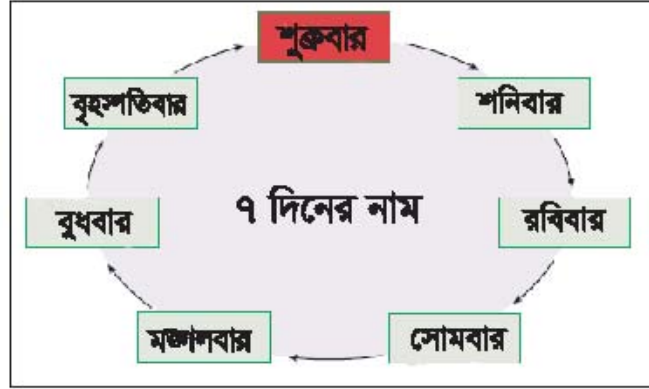 শুক্রবার
বৃহস্পতিবার
শনিবার
৭ দিনের নাম
বুধবার
রবিবার
মঙ্গলবার
সোমবার